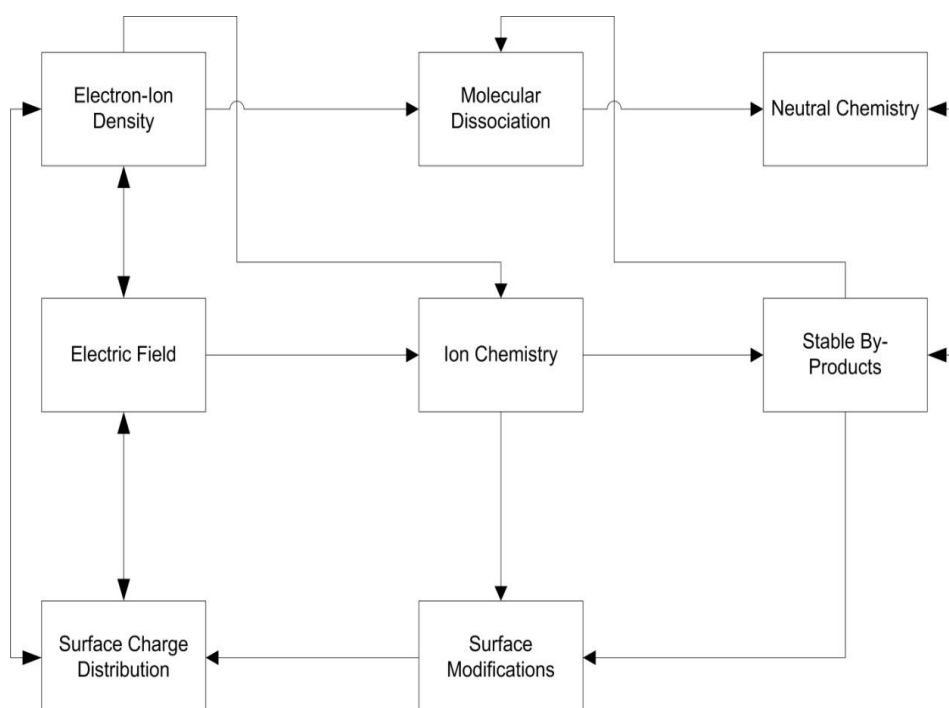 Electron-Ion
Density
Molecular
Dissociation
Neutral Chemistry
Electric Field
Ion Chemistry
Stable By-
Products
Surface Charge
Distribution
Surface
Modifications